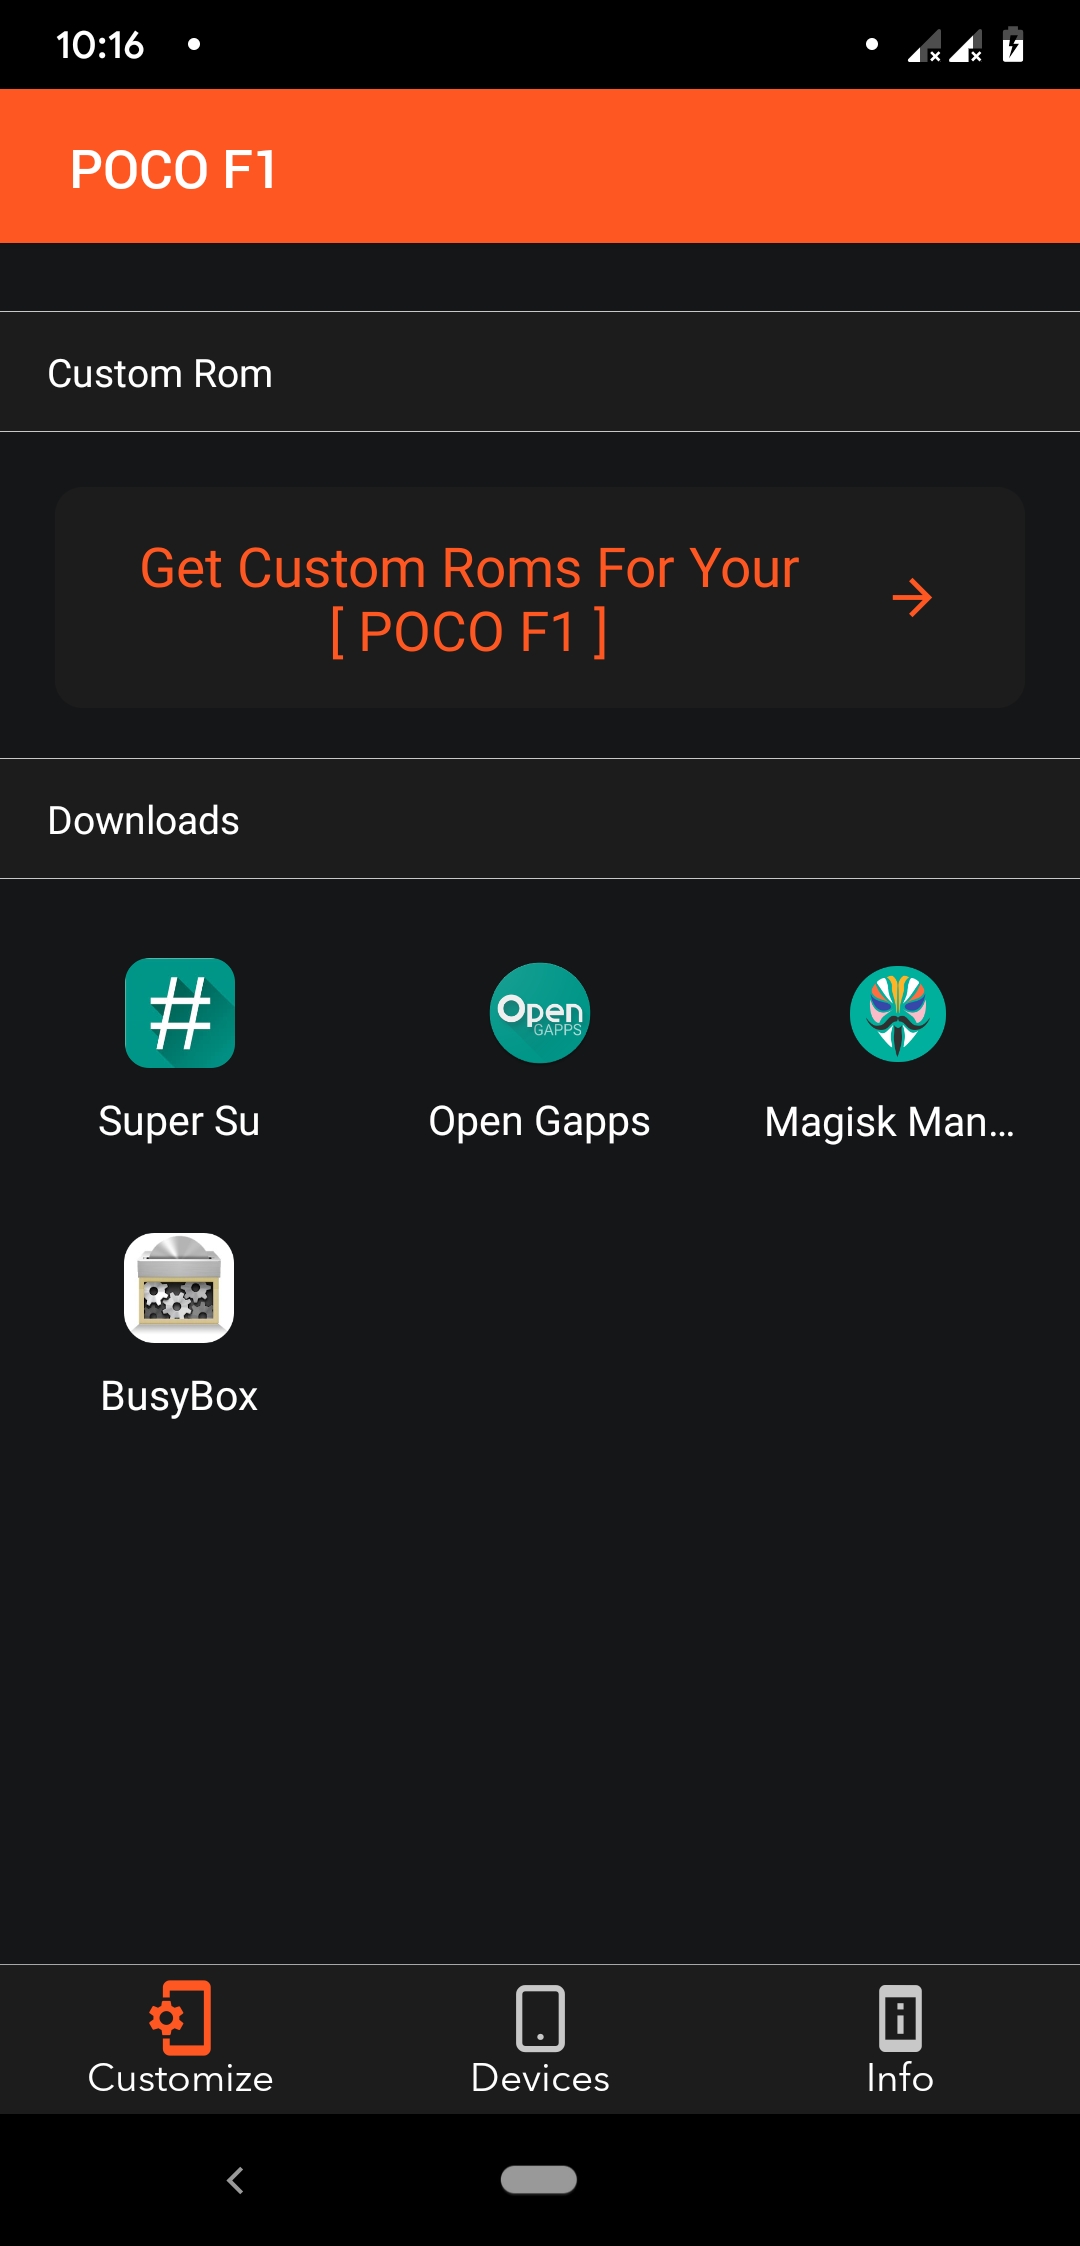 10:16
POCO F1
Custom Rom
Get Custom Roms For Your
[ POCO F1 ]
Downloads
#
Open
GAPPS
Super Su
Open Gapps
Magisk Man...
BusyBox
Customize
Devices
Info